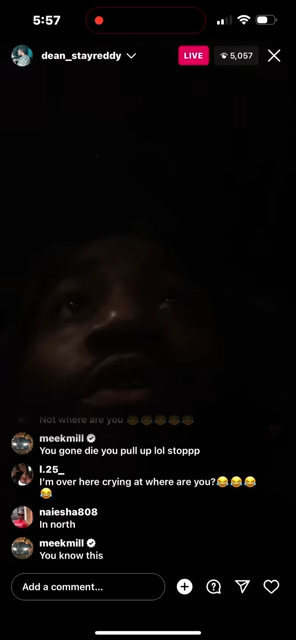 5:57
dean_stayreddy
LIVE
5,057
Not where are you 😂😂😂😂😂
meekmill
You gone die you pull up lol stoppp
l.25_
I'm over here crying at where are you?😂😂😂
😂
naiesha808
In north
meekmill
You know this
Add a comment...